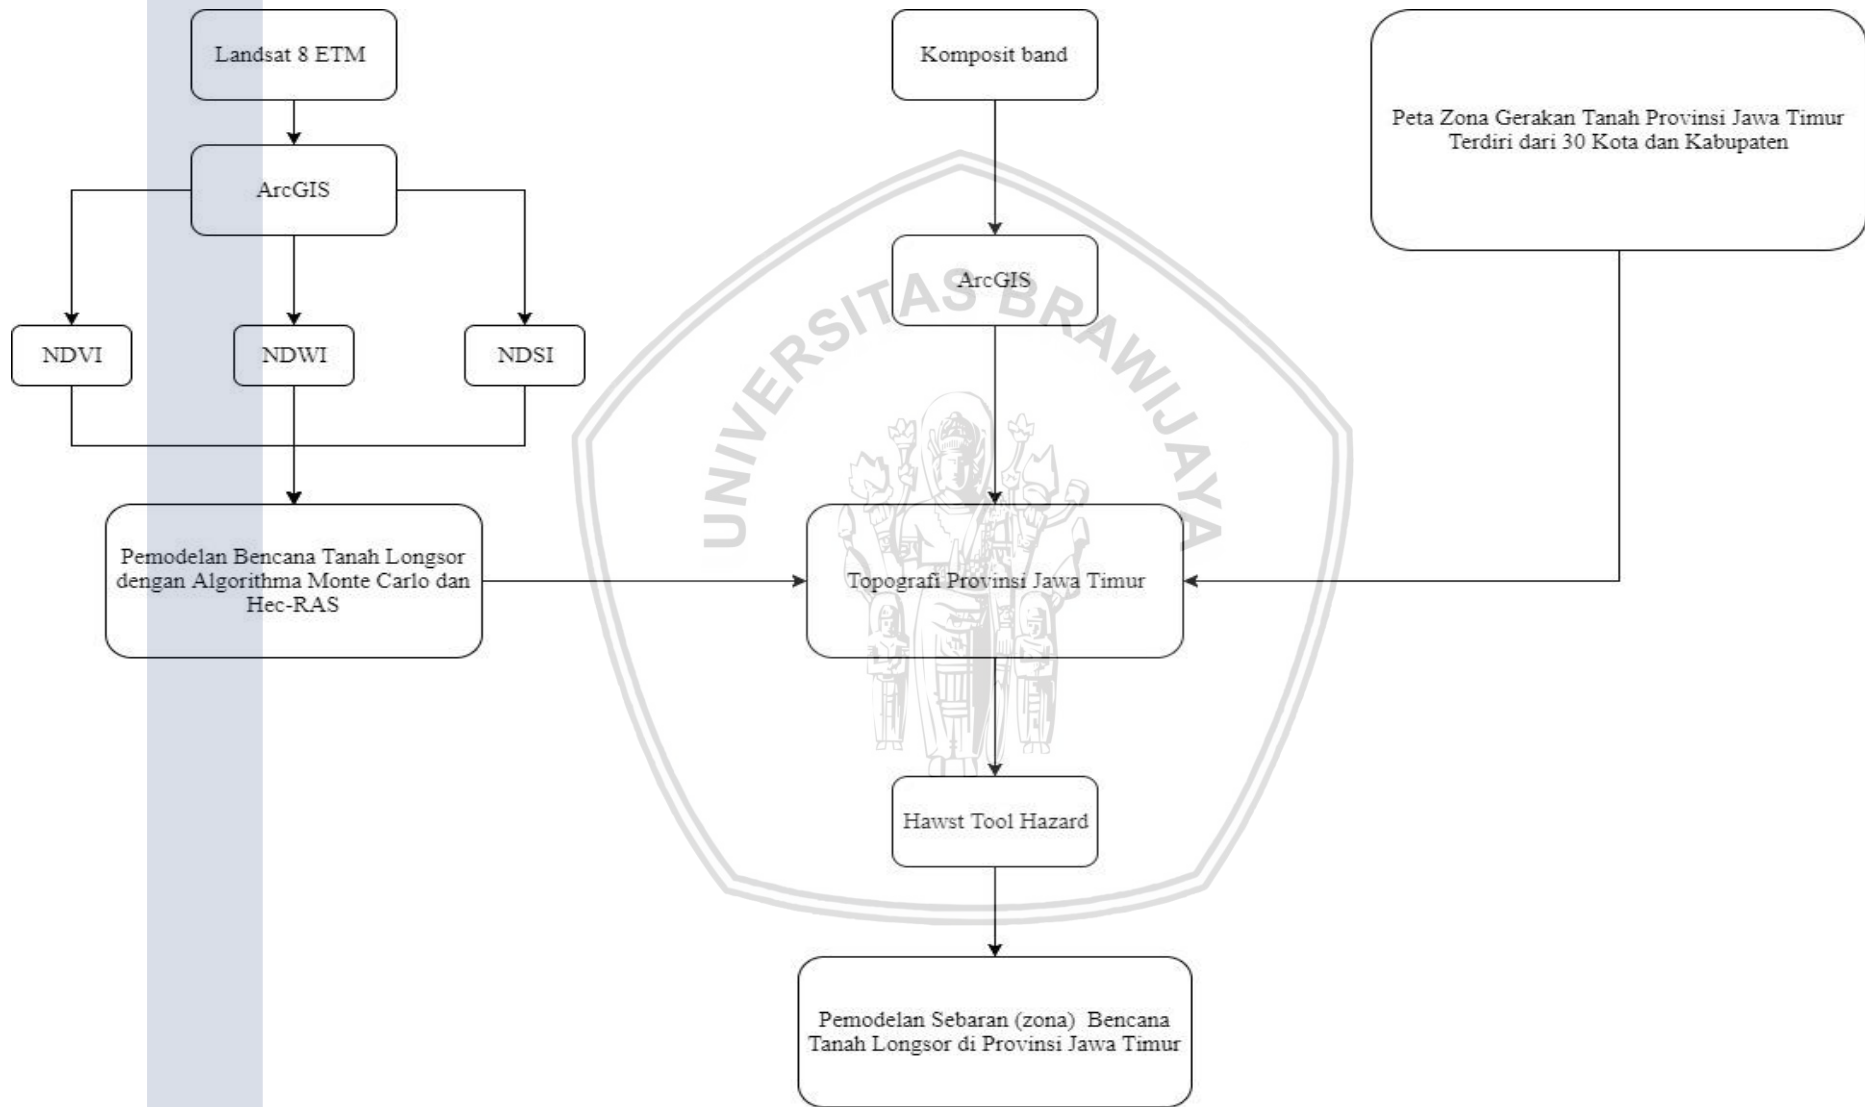 Landsat 8 ETM
Komposit band
Peta Zona Gerakan Tanah Provinsi Jawa Timur
Terdiri dari 30 Kota dan Kabupaten
ArcGIS
ArcGIS
NDVI
NDWI
NDSI
UNIVERSITAS BRAWIJAYA
Pemodelan Bencana Tanah Longsor
dengan Algorithma Monte Carlo dan
Hec-RAS
Topografi Provinsi Jawa Timur
Hawst Tool Hazard
Pemodelan Sebaran (zona) Bencana
Tanah Longsor di Provinsi Jawa Timur